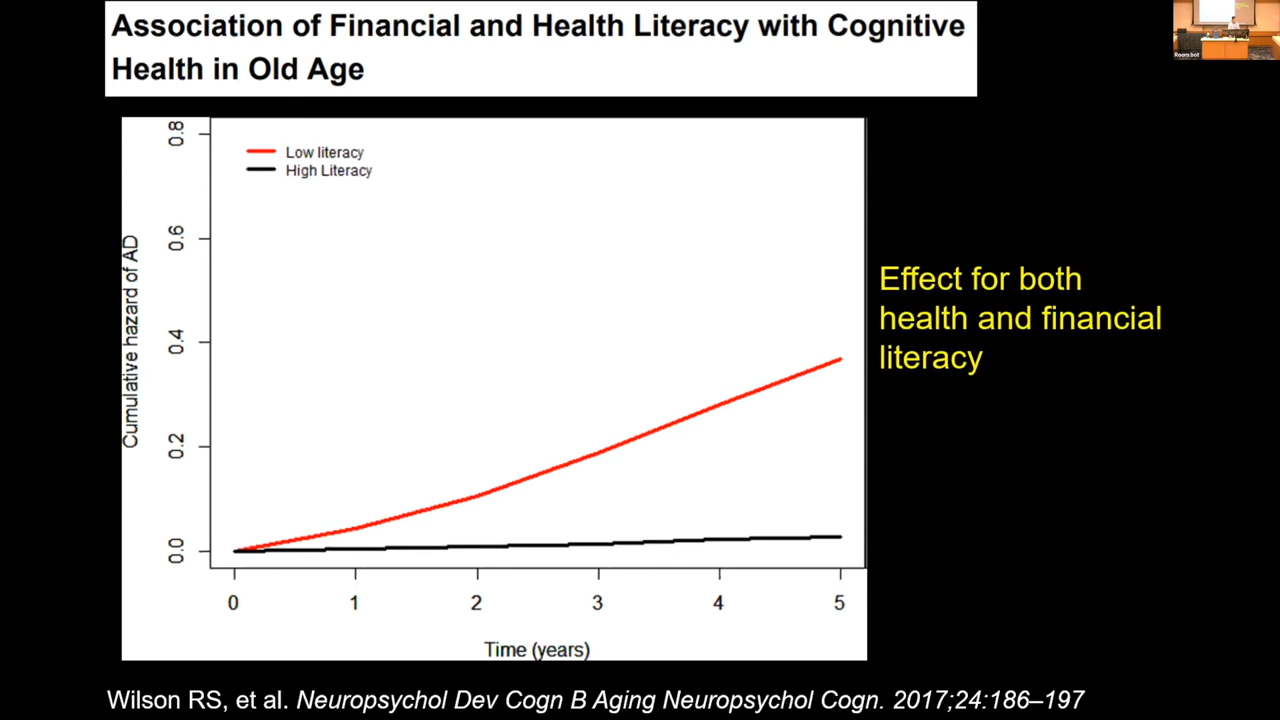 Association of Financial and Health Literacy with Cognitive
Health in Old Age
Room bot
0.8
0.6
0.4
0.2
0.0
Cumulative hazard of AD
Low literacy
High Literacy
0 1 2 3 4 5
Time (years)
Effect for both
health and financial
literacy
Wilson RS, et al. Neuropsychol Dev Cogn B Aging Neuropsychol Cogn. 2017;24:186–197